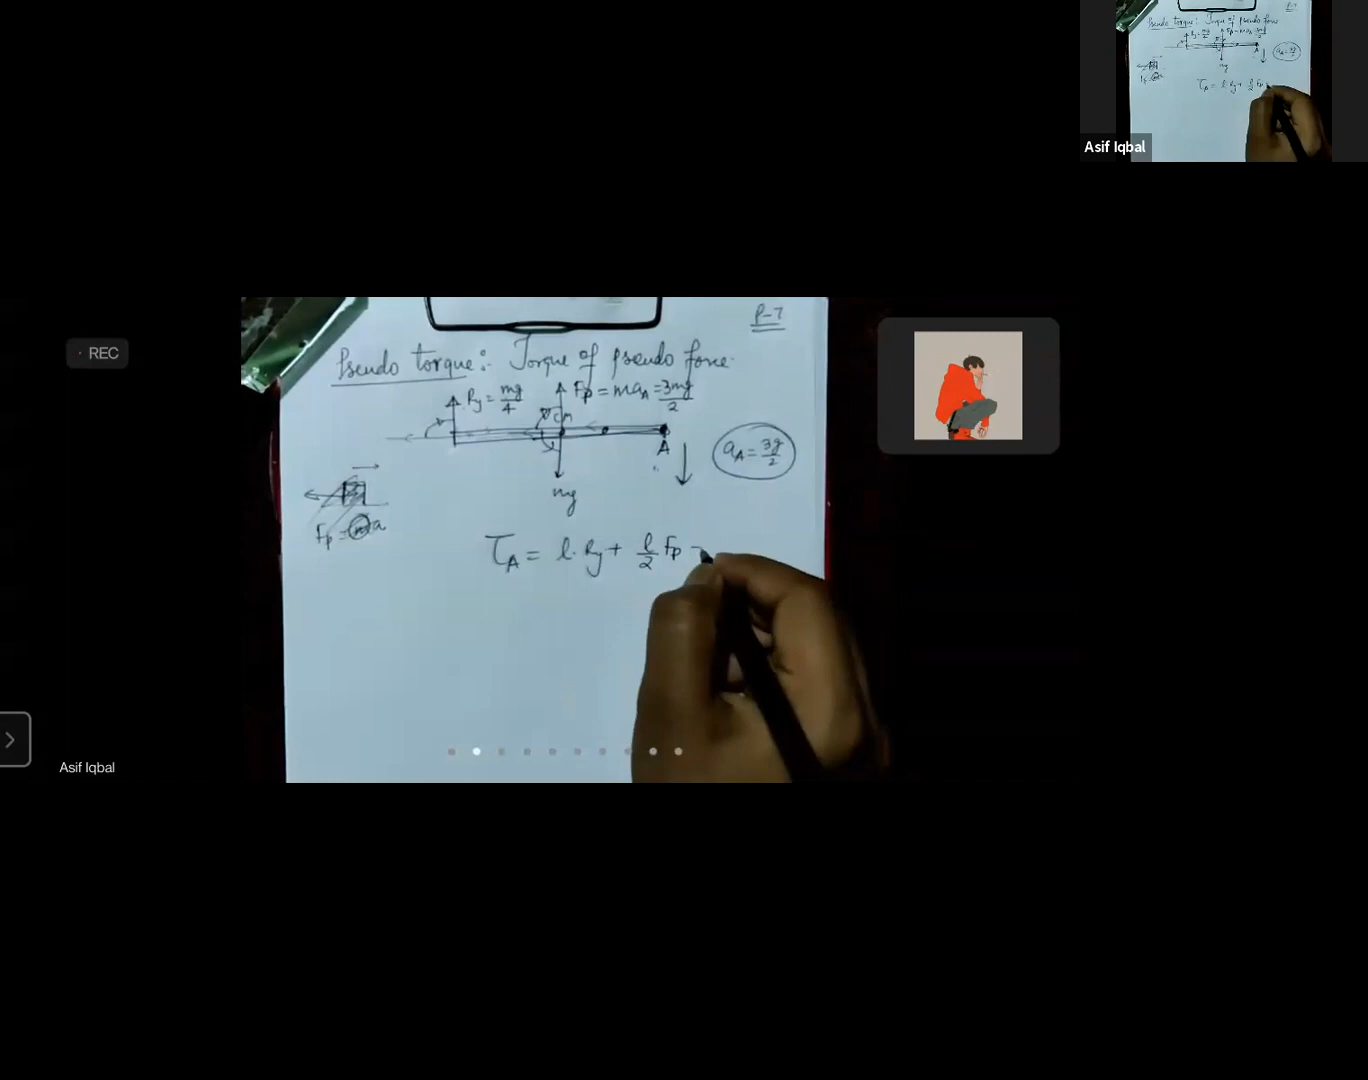 Asif Iqbal
REC
P-7
Pseudo torque :- Torque of pseudo force.
Ry = mg/4
Fp = maA = 3mg/2
cm
A
aA = 3g/2
mg
Fp = ma
τA = l. Ry + l/2 Fp -
Asif Iqbal